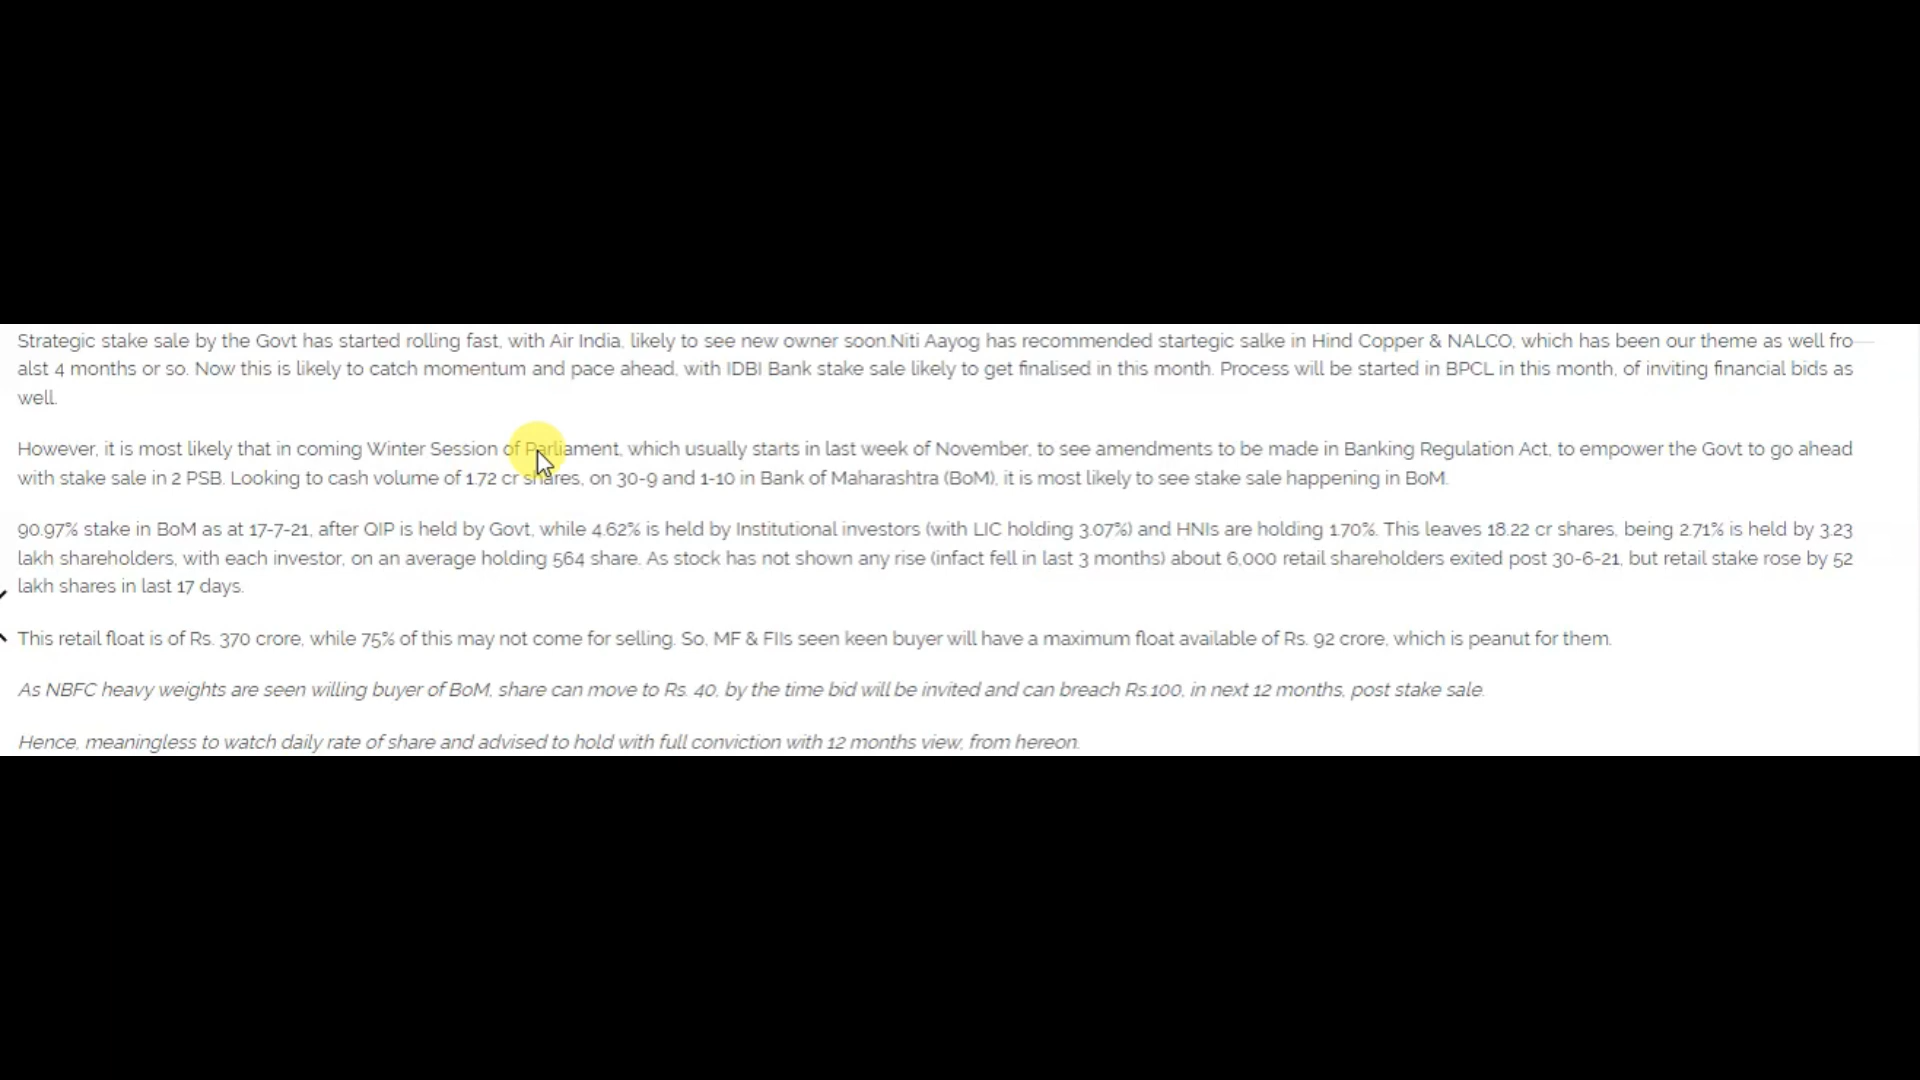 Strategic stake sale by the Govt has started rolling fast, with Air India, likely to see new owner soon.Niti Aayog has recommended startegic salke in Hind Copper & NALCO, which has been our theme as well fro
alst 4 months or so. Now this is likely to catch momentum and pace ahead, with IDBI Bank stake sale likely to get finalised in this month. Process will be started in BPCL in this month, of inviting financial bids as
well.
However, it is most likely that in coming Winter Session of Parliament, which usually starts in last week of November, to see amendments to be made in Banking Regulation Act, to empower the Govt to go ahead
with stake sale in 2 PSB. Looking to cash volume of 1.72 cr shares, on 30-9 and 1-10 in Bank of Maharashtra (BoM), it is most likely to see stake sale happening in BoM.
90.97% stake in BoM as at 17-7-21, after QIP is held by Govt, while 4.62% is held by Institutional investors (with LIC holding 3.07%) and HNIs are holding 1.70%. This leaves 18.22 cr shares, being 2.71% is held by 3.23
lakh shareholders, with each investor, on an average holding 564 share. As stock has not shown any rise (infact fell in last 3 months) about 6,000 retail shareholders exited post 30-6-21, but retail stake rose by 52
lakh shares in last 17 days.
This retail float is of Rs. 370 crore, while 75% of this may not come for selling. So, MF & FIIs seen keen buyer will have a maximum float available of Rs. 92 crore, which is peanut for them.
As NBFC heavy weights are seen willing buyer of BoM, share can move to Rs. 40, by the time bid will be invited and can breach Rs.100, in next 12 months, post stake sale.
Hence, meaningless to watch daily rate of share and advised to hold with full conviction with 12 months view, from hereon.